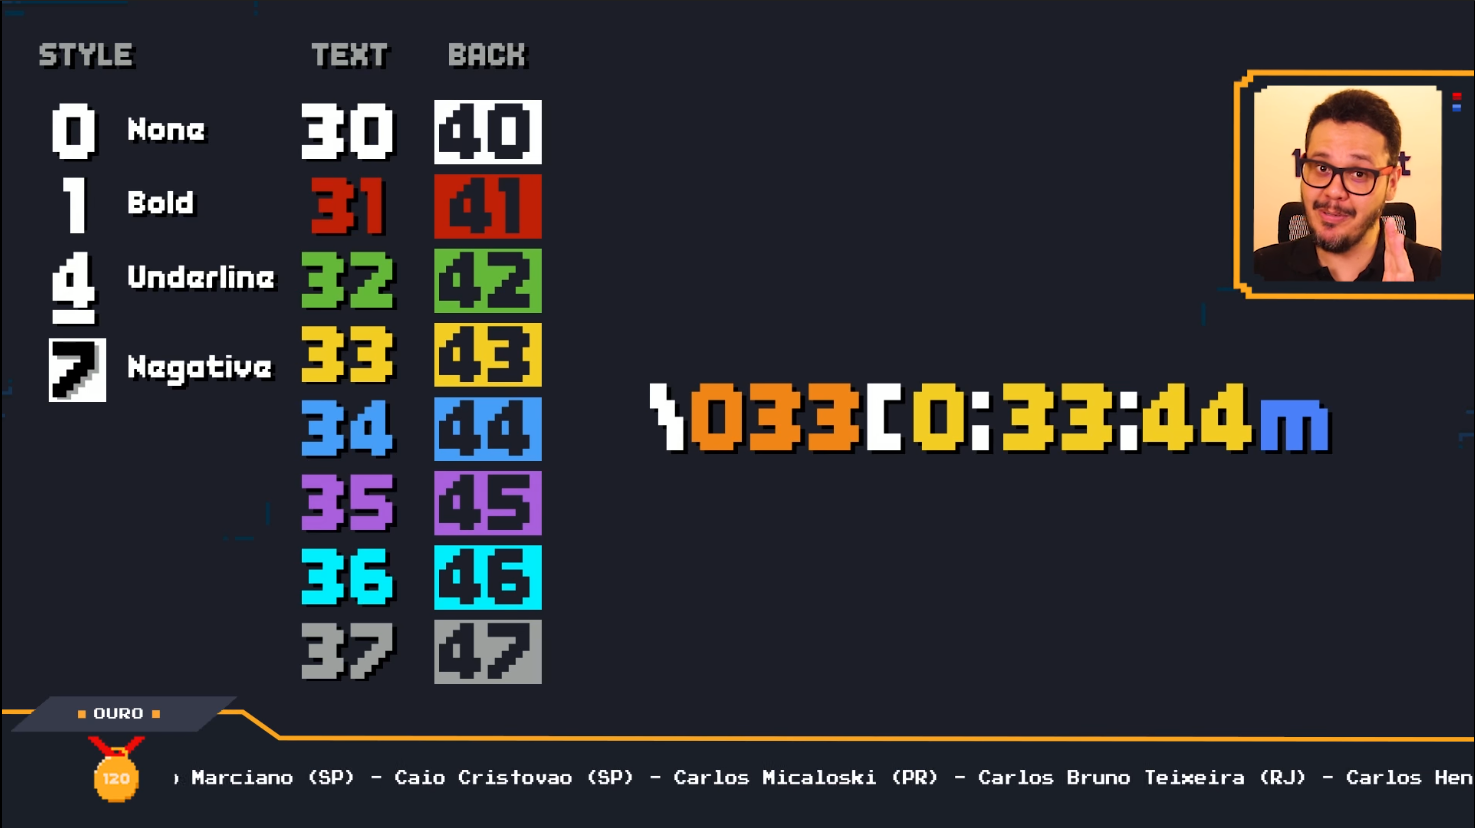 STYLE TEXT BACK
0 None 30 40
1 Bold 31 41
4 Underline 32 42
7 Negative 33 43
34 44
\033[0:33:44m
35 45
36 46
37 47
OURO
120
Marciano (SP) - Caio Cristovao (SP) - Carlos Micaloski (PR) - Carlos Bruno Teixeira (RJ) - Carlos Hen